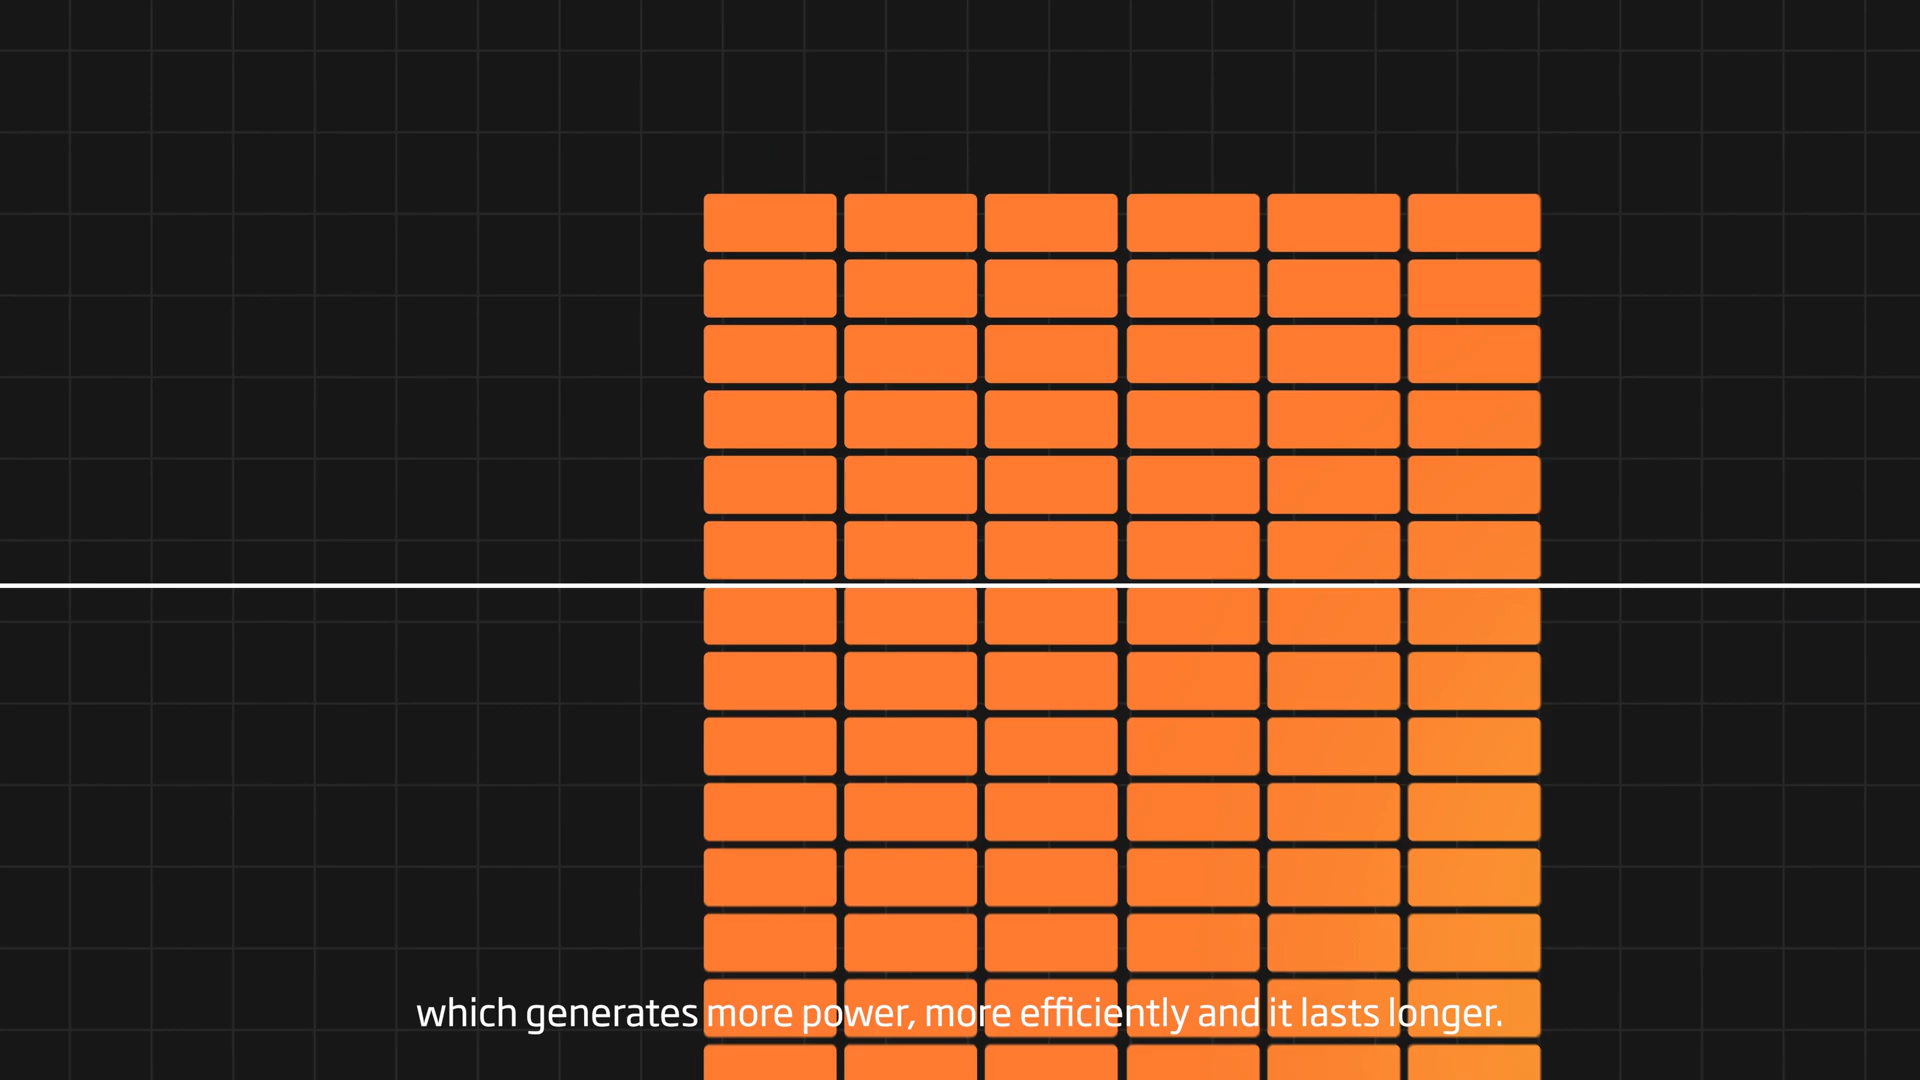 which generates more power, more efficiently and it lasts longer.